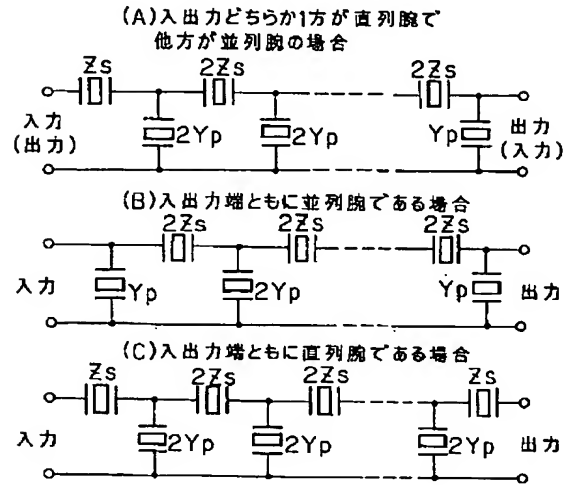 (A)入出力どちらか1方が直列腕で
他方が並列腕の場合
Zs 2Zs 2Zs
入力
(出力)
2Yp 2Yp Yp
出力
(入力)
(B)入出力端ともに並列腕である場合
2Zs 2Zs 2Zs
入力 Yp 2Yp Yp 出力
(C)入出力端ともに直列腕である場合
Zs 2Zs 2Zs Zs
入力 2Yp 2Yp 2Yp 出力